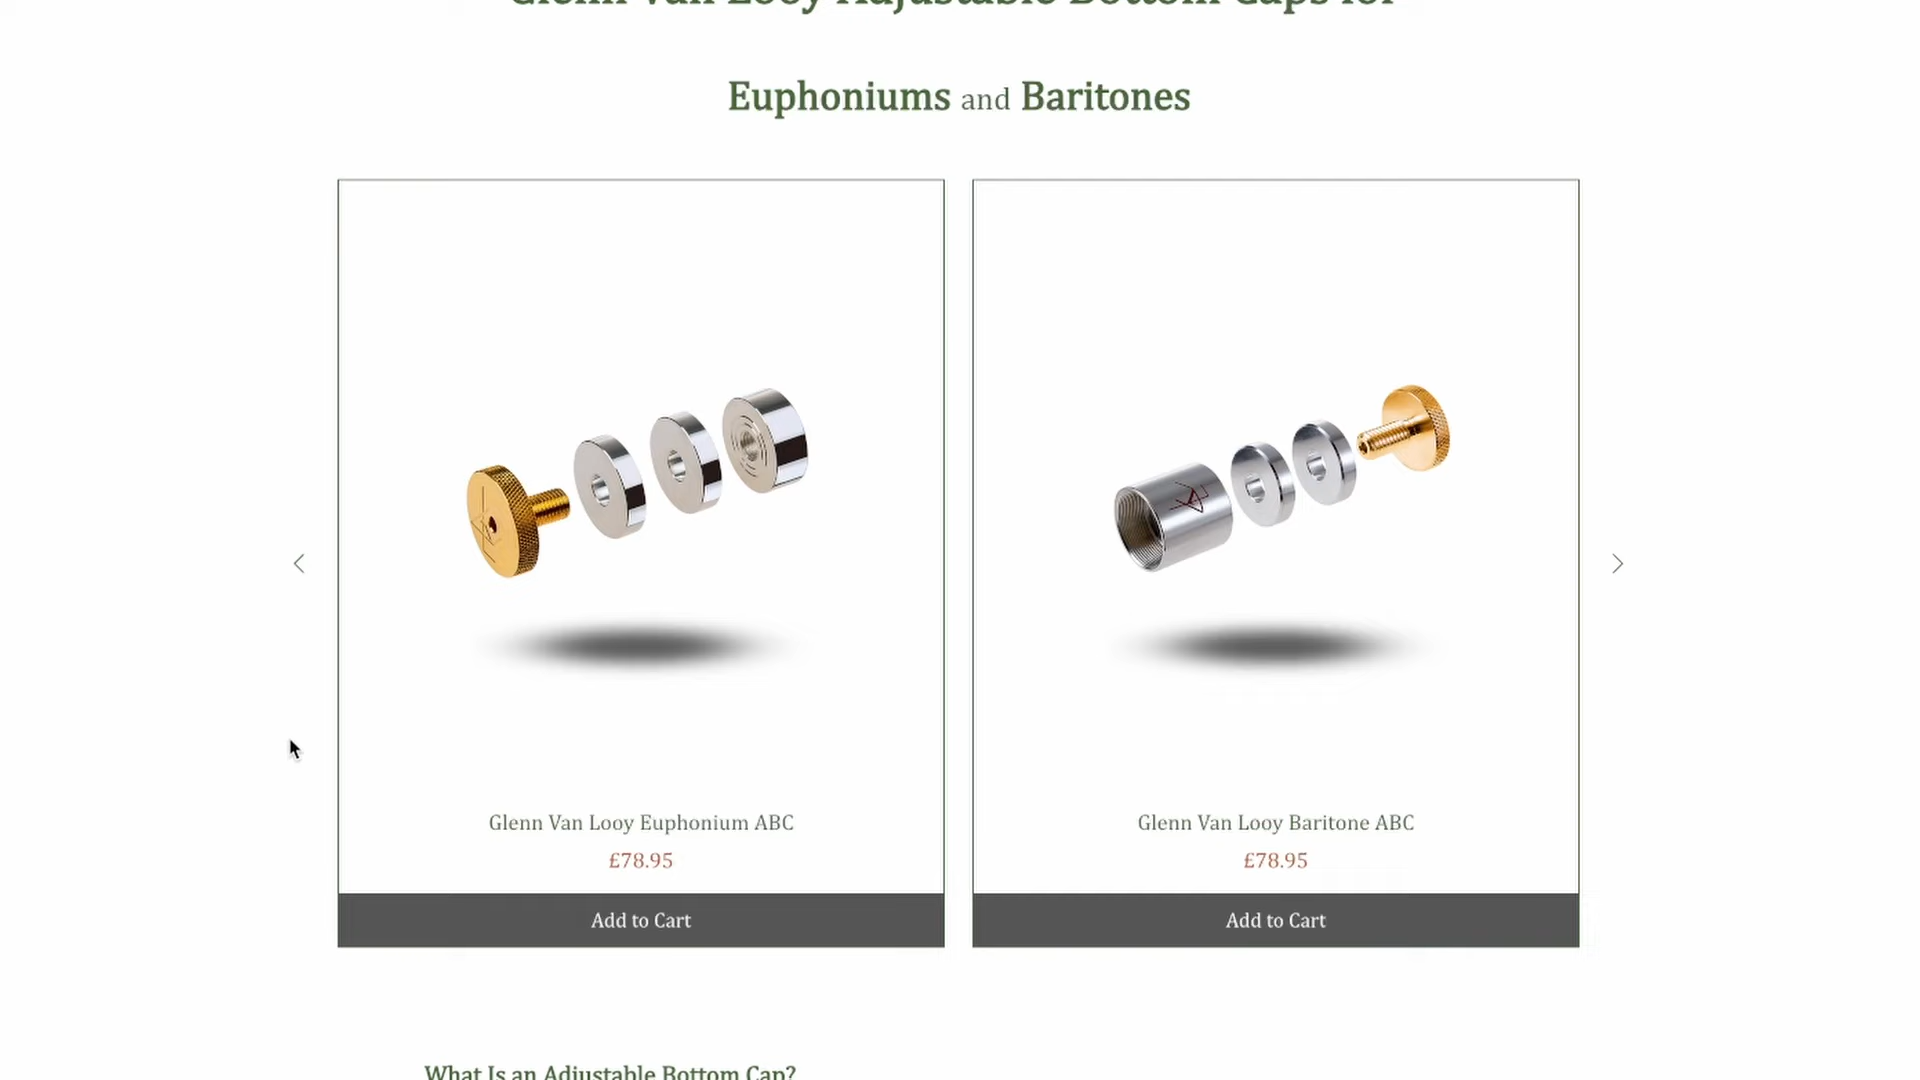 Glenn Van Looy Adjustable Bottom Caps for
Euphoniums and Baritones
Glenn Van Looy Euphonium ABC
£78.95
Add to Cart
Glenn Van Looy Baritone ABC
£78.95
Add to Cart
What Is an Adjustable Bottom Cap?